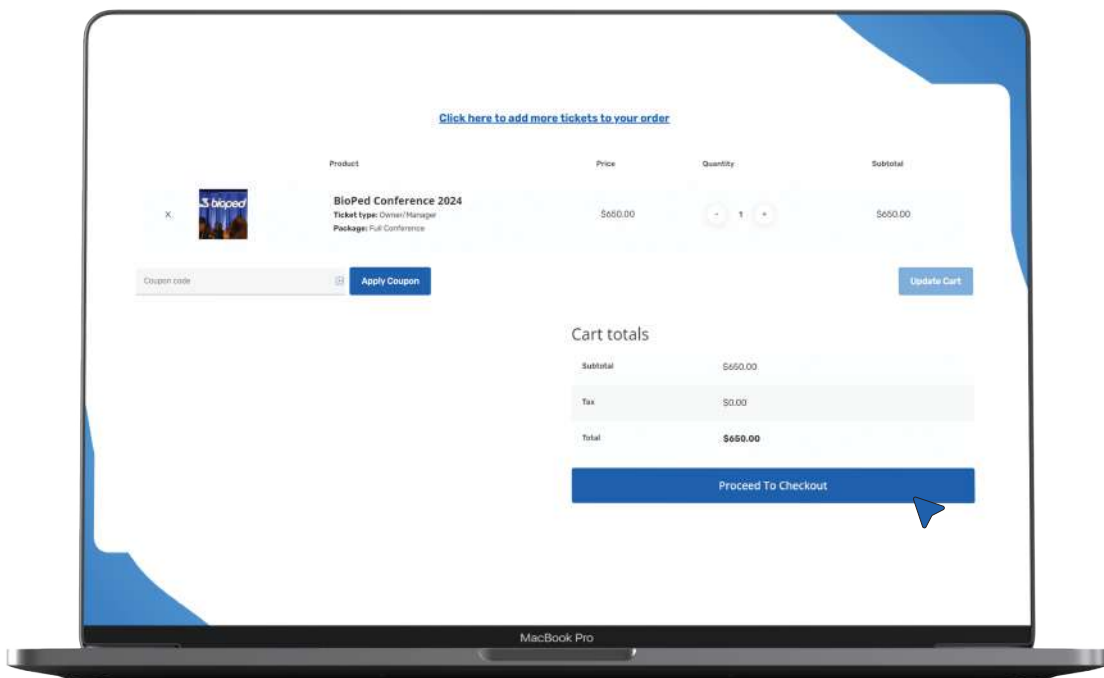 Click here to add more tickets to your order
Product Price Quantity Subtotal
bioped
BioPed Conference 2024
Ticket type: Owner/Manager
Package: Full Conference
X $650.00 - 1 + $650.00
Coupon code Apply Coupon Update Cart
Cart totals
Subtotal $650.00
Tax $0.00
Total $650.00
Proceed To Checkout
MacBook Pro